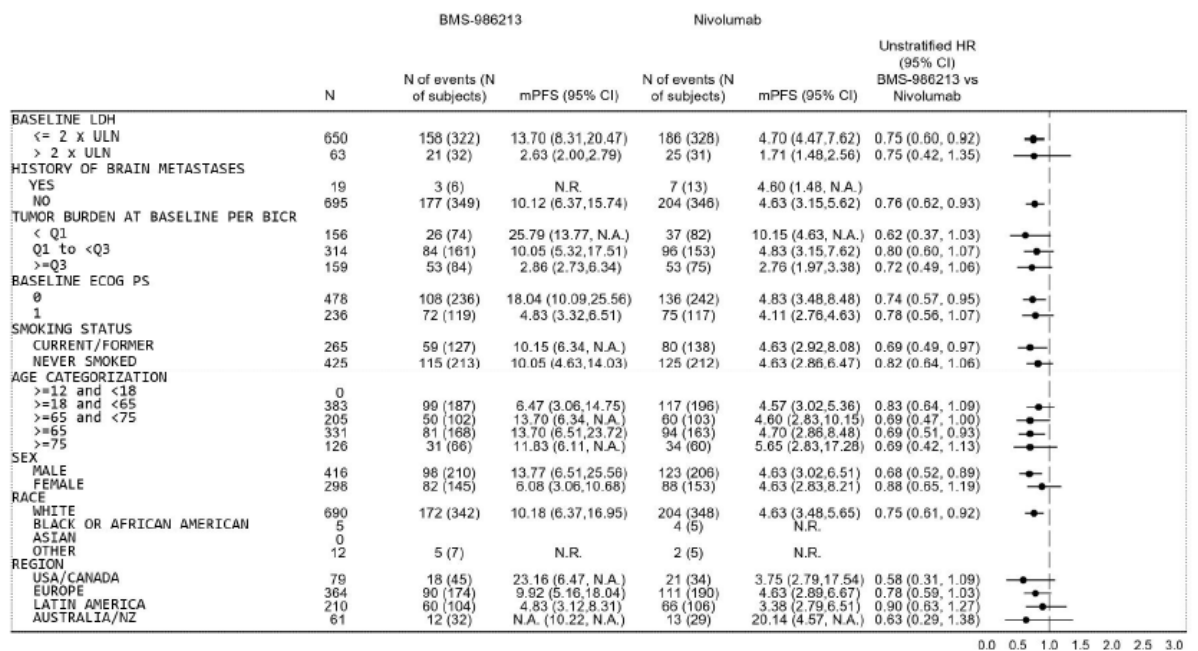 BMS-986213 Nivolumab
Unstratified HR
(95% CI)
N of events (N N of events (N BMS-986213 vs
N of subjects) mPFS (95% CI) of subjects) mPFS (95% CI) Nivolumab
BASELINE LDH
<= 2 x ULN 650 158 (322) 13.70 (8.31,20.47) 186 (328) 4.70 (4.47,7.62) 0.75 (0.60, 0.92)
> 2 x ULN 63 21 (32) 2.63 (2.00,2.79) 25 (31) 1.71 (1.48,2.56) 0.75 (0.42, 1.35)
HISTORY OF BRAIN METASTASES
YES 19 3 (6) N.R. 7 (13) 4.60 (1.48, N.A.)
NO 695 177 (349) 10.12 (6.37,15.74) 204 (346) 4.63 (3.15,5.62) 0.76 (0.62, 0.93)
TUMOR BURDEN AT BASELINE PER BICR
< Q1 156 26 (74) 25.79 (13.77, N.A.) 37 (82) 10.15 (4.63, N.A.) 0.62 (0.37, 1.03)
Q1 to <Q3 314 84 (161) 10.05 (5.32,17.51) 96 (153) 4.83 (3.15,7.62) 0.80 (0.60, 1.07)
>=Q3 159 53 (84) 2.86 (2.73,6.34) 53 (75) 2.76 (1.97,3.38) 0.72 (0.49, 1.06)
BASELINE ECOG PS
0 478 108 (236) 18.04 (10.09,25.56) 136 (242) 4.83 (3.48,8.48) 0.74 (0.57, 0.95)
1 236 72 (119) 4.83 (3.32,6.51) 75 (117) 4.11 (2.76,4.63) 0.78 (0.56, 1.07)
SMOKING STATUS
CURRENT/FORMER 265 59 (127) 10.15 (6.34, N.A.) 80 (138) 4.63 (2.92,8.08) 0.69 (0.49, 0.97)
NEVER SMOKED 425 115 (213) 10.05 (4.63,14.03) 125 (212) 4.63 (2.86,6.47) 0.82 (0.64, 1.06)
AGE CATEGORIZATION
>=12 and <18 0
>=18 and <65 383 99 (187) 6.47 (3.06,14.75) 117 (196) 4.57 (3.02,5.36) 0.83 (0.64, 1.09)
>=65 and <75 205 50 (102) 13.70 (6.34, N.A.) 60 (103) 4.60 (2.83,10.15) 0.69 (0.47, 1.00)
>=65 331 81 (168) 13.70 (6.51,23.72) 94 (163) 4.70 (2.86,8.48) 0.69 (0.51, 0.93)
>=75 126 31 (66) 11.83 (6.11, N.A.) 34 (60) 5.65 (2.83,17.28) 0.69 (0.42, 1.13)
SEX
MALE 416 98 (210) 13.77 (6.51,25.56) 123 (206) 4.63 (3.02,6.51) 0.68 (0.52, 0.89)
FEMALE 298 82 (145) 6.08 (3.06,10.68) 88 (153) 4.63 (2.83,8.21) 0.88 (0.65, 1.19)
RACE
WHITE 690 172 (342) 10.18 (6.37,16.95) 204 (348) 4.63 (3.48,5.65) 0.75 (0.61, 0.92)
BLACK OR AFRICAN AMERICAN 5 4 (5) N.R.
ASIAN 0
OTHER 12 5 (7) N.R. 2 (5) N.R.
REGION
USA/CANADA 79 18 (45) 23.16 (6.47, N.A.) 21 (34) 3.75 (2.79,17.54) 0.58 (0.31, 1.09)
EUROPE 364 90 (174) 9.92 (5.16,18.04) 111 (190) 4.63 (2.89,6.67) 0.78 (0.59, 1.03)
LATIN AMERICA 210 60 (104) 4.83 (3.12,8.31) 66 (106) 3.38 (2.79,6.51) 0.90 (0.63, 1.27)
AUSTRALIA/NZ 61 12 (32) N.A. (10.22, N.A.) 13 (29) 20.14 (4.57, N.A.) 0.63 (0.29, 1.38)
0.0 0.5 1.0 1.5 2.0 2.5 3.0